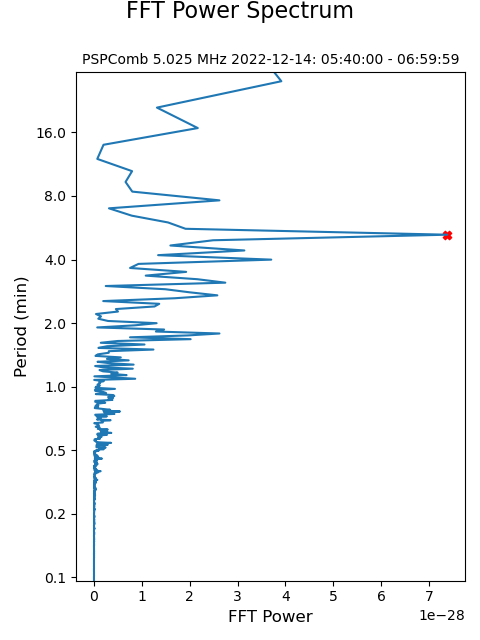 FFT Power Spectrum
PSPComb 5.025 MHz 2022-12-14: 05:40:00 - 06:59:59
16.0
8.0
4.0
2.0
1.0
0.5
0.2
0.1
Period (min)
0 1 2 3 4 5 6 7
1e−28
FFT Power